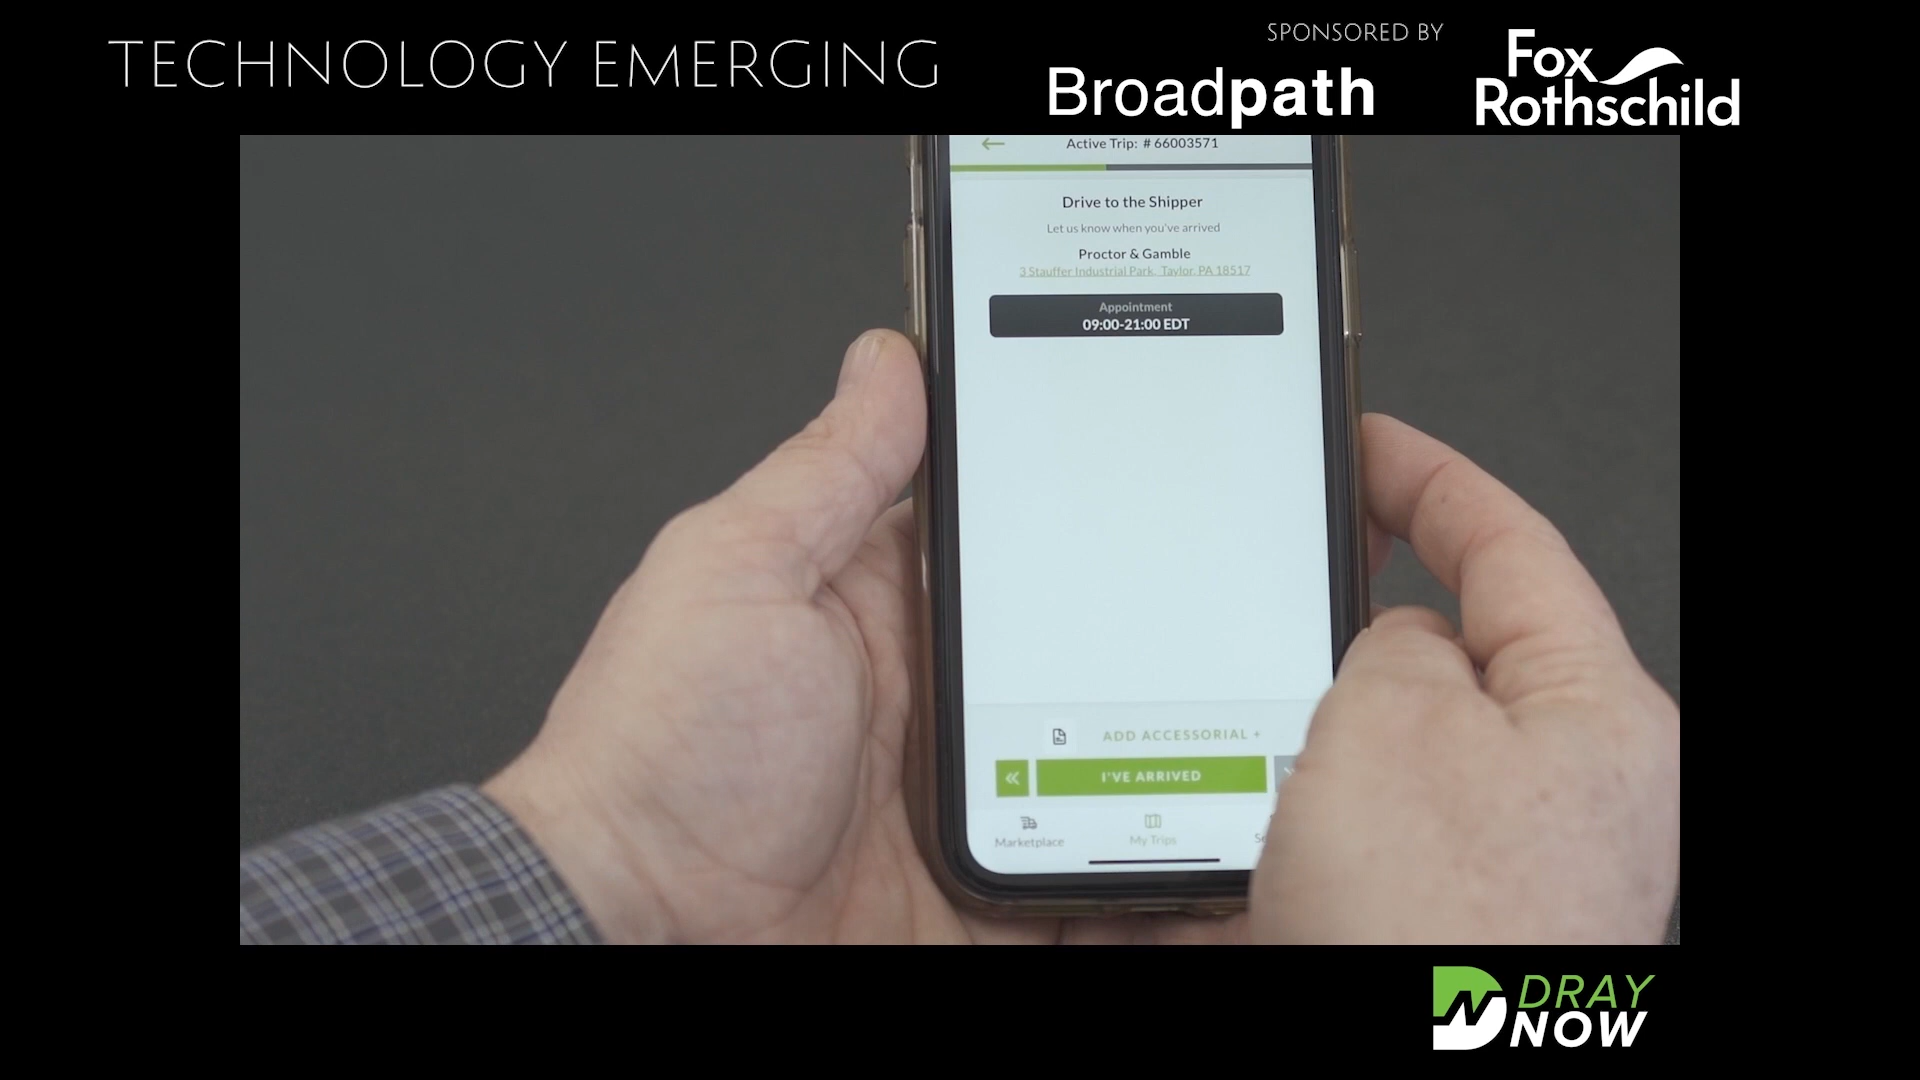 TECHNOLOGY EMERGING
SPONSORED BY
Broadpath
Fox
Rothschild
Active Trip: # 66003571
Drive to the Shipper
Let us know when you've arrived
Proctor & Gamble
3 Stauffer Industrial Park, Taylor, PA 18517
Appointment
09:00-21:00 EDT
ADD ACCESSORIAL +
I'VE ARRIVED
Marketplace
My Trips
DRAY
NOW